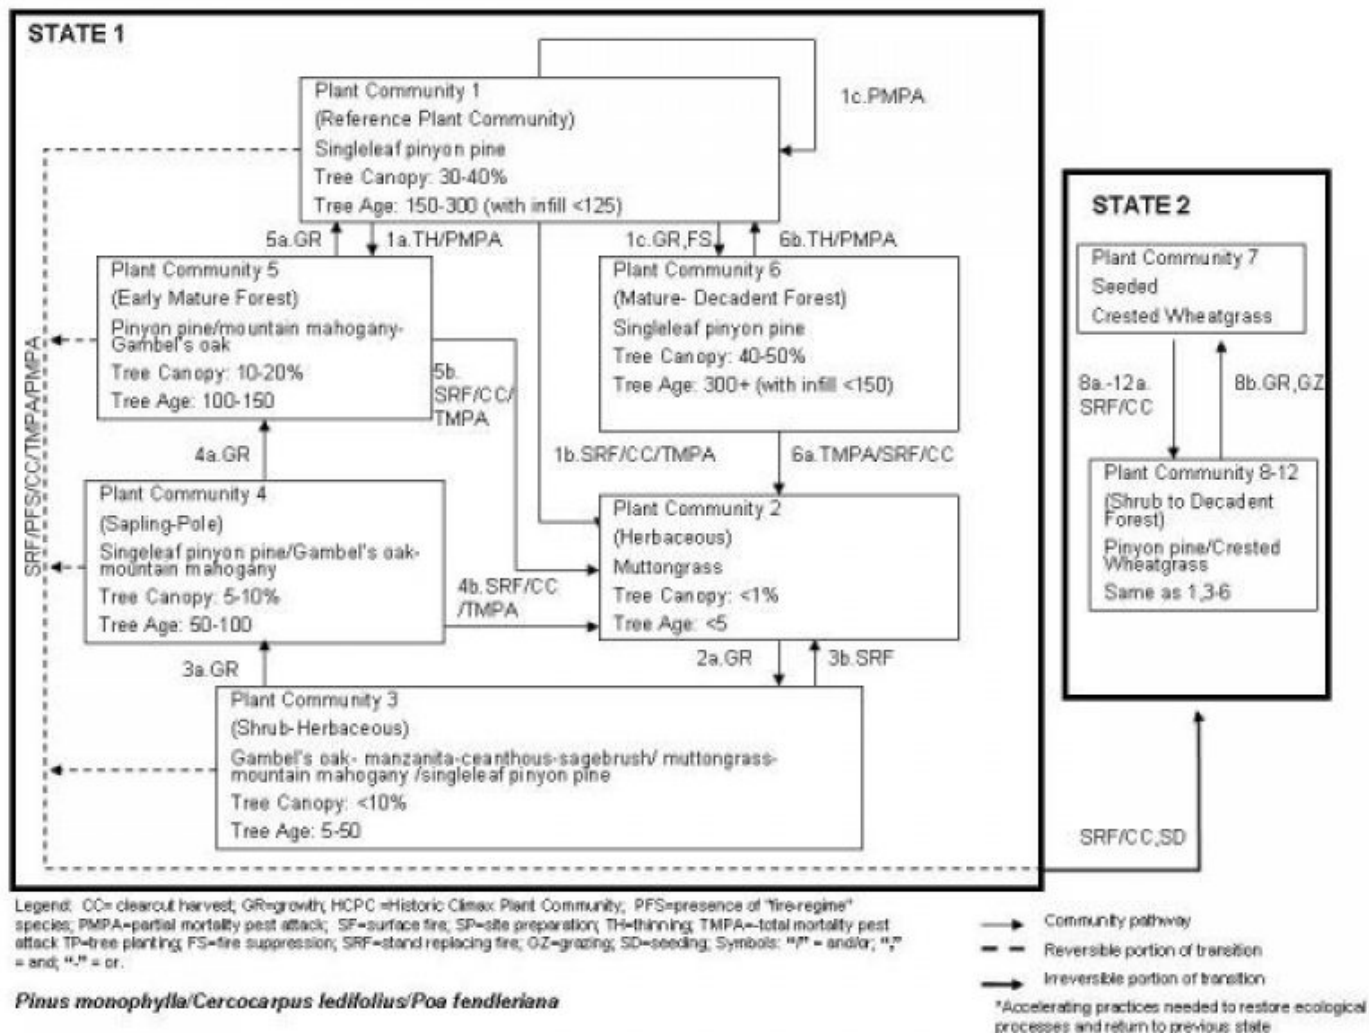 STATE 1
Plant Community 1
(Reference Plant Community)
Singleleaf pinyon pine
Tree Canopy: 30-40%
Tree Age: 150-300 (with infill <125)
1c.PMPA
5a.GR
1a.TH/PMPA
1c.GR,FS
6b.TH/PMPA
Plant Community 5
(Early Mature Forest)
Pinyon pine/mountain mahogany-
Gambel's oak
Tree Canopy: 10-20%
Tree Age: 100-150
Plant Community 6
(Mature- Decadent Forest)
Singleleaf pinyon pine
Tree Canopy: 40-50%
Tree Age: 300+ (with infill <150)
5b.
SRF/CC/
TMPA
SRF/PFS/CC/TMPA/PMPA
4a.GR
1b.SRF/CC/TMPA
6a.TMPA/SRF/CC
Plant Community 4
(Sapling-Pole)
Singeleaf pinyon pine/Gambel's oak-
mountain mahogany
Tree Canopy: 5-10%
Tree Age: 50-100
4b.SRF/CC
/TMPA
Plant Community 2
(Herbaceous)
Muttongrass
Tree Canopy: <1%
Tree Age: <5
3a.GR
2a.GR
3b.SRF
Plant Community 3
(Shrub-Herbaceous)
Gambel's oak- manzanita-ceanthous-sagebrush/ muttongrass-
mountain mahogany /singleleaf pinyon pine
Tree Canopy: <10%
Tree Age: 5-50
STATE 2
Plant Community 7
Seeded
Crested Wheatgrass
8a.-12a.
SRF/CC
8b.GR,GZ
Plant Community 8-12
(Shrub to Decadent
Forest)
Pinyon pine/Crested
Wheatgrass
Same as 1,3-6
SRF/CC,SD
Legend: CC= clearcut harvest; GR=growth; HCPC =Historic Climax Plant Community; PFS=presence of "fire-regime"
species; PMPA=partial mortality pest attack; SF=surface fire; SP=site preparation; TH=thinning; TMPA=-total mortality pest
attack TP=tree planting; FS=fire suppression; SRF=stand replacing fire; GZ=grazing; SD=seeding; Symbols: "/" = and/or; ","
= and; "-" = or.
Pinus monophylla/Cercocarpus ledifolius/Poa fendleriana
Community pathway
Reversible portion of transition
Irreversible portion of transition
*Accelerating practices needed to restore ecological
processes and return to previous state